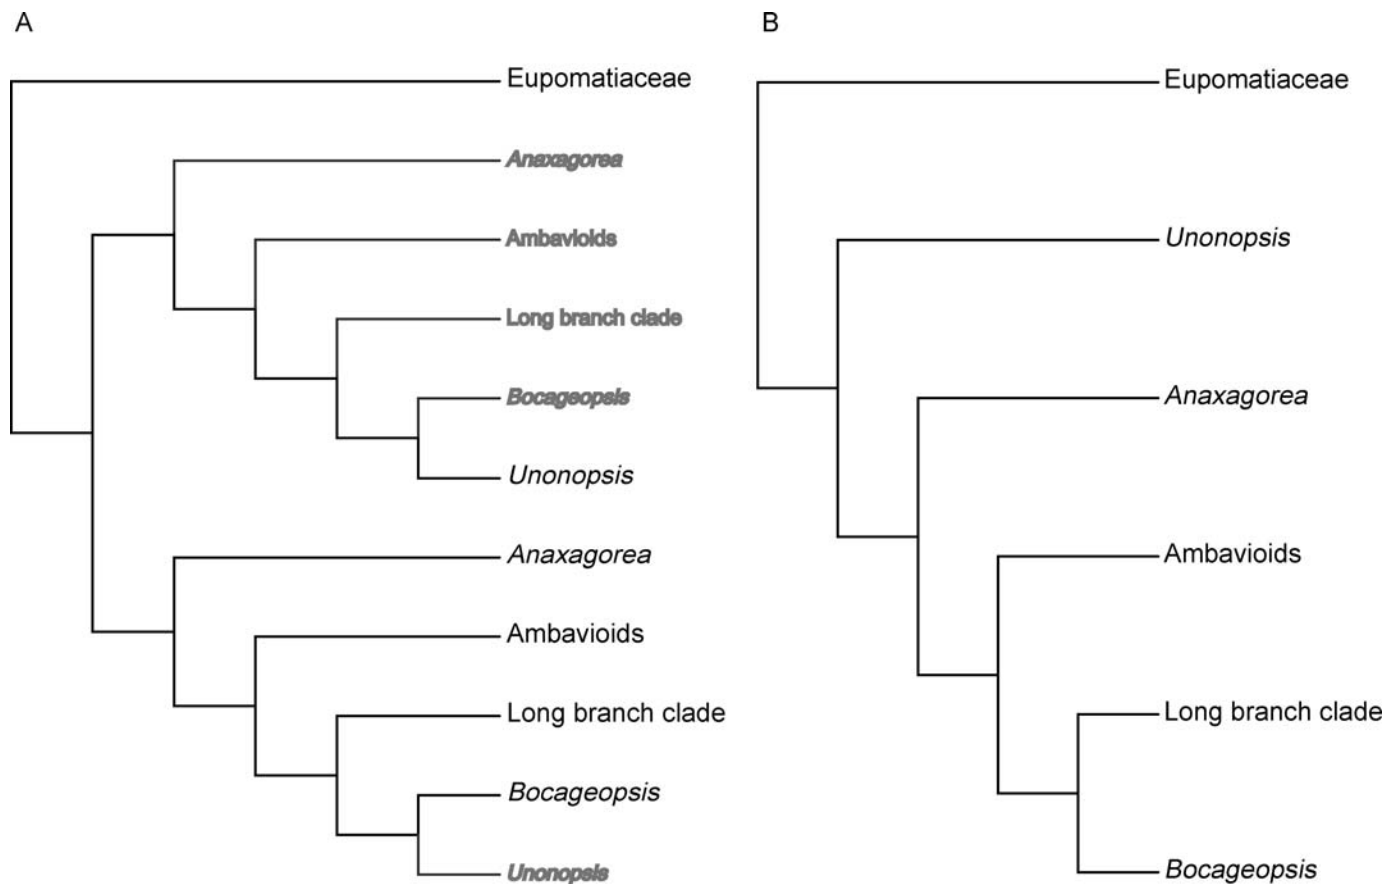 A
Eupomatiaceae
Anaxagorea
Ambavioids
Long branch clade
Bocageopsis
Unonopsis
Anaxagorea
Ambavioids
Long branch clade
Bocageopsis
Unonopsis
B
Eupomatiaceae
Unonopsis
Anaxagorea
Ambavioids
Long branch clade
Bocageopsis